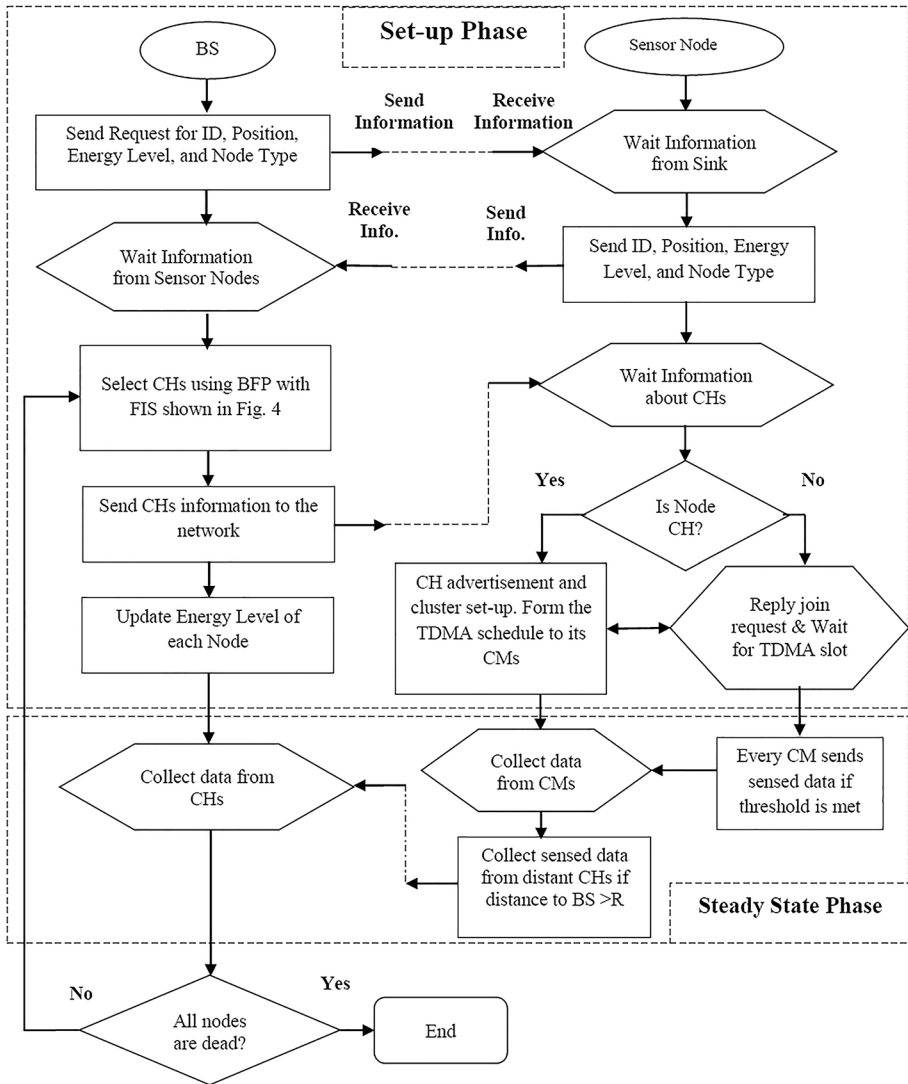 Set-up Phase
BS
Sensor Node
Send
Information
Receive
Information
Send Request for ID, Position,
Energy Level, and Node Type
Wait Information
from Sink
Receive
Info.
Send
Info.
Wait Information
from Sensor Nodes
Send ID, Position, Energy
Level, and Node Type
Select CHs using BFP with
FIS shown in Fig. 4
Wait Information
about CHs
Yes
No
Send CHs information to the
network
Is Node
CH?
Update Energy Level of
each Node
CH advertisement and
cluster set-up. Form the
TDMA schedule to its
CMs
Reply join
request & Wait
for TDMA slot
Collect data from
CHs
Collect data
from CMs
Every CM sends
sensed data if
threshold is met
Collect sensed data
from distant CHs if
distance to BS >R
Steady State Phase
No
Yes
All nodes
are dead?
End